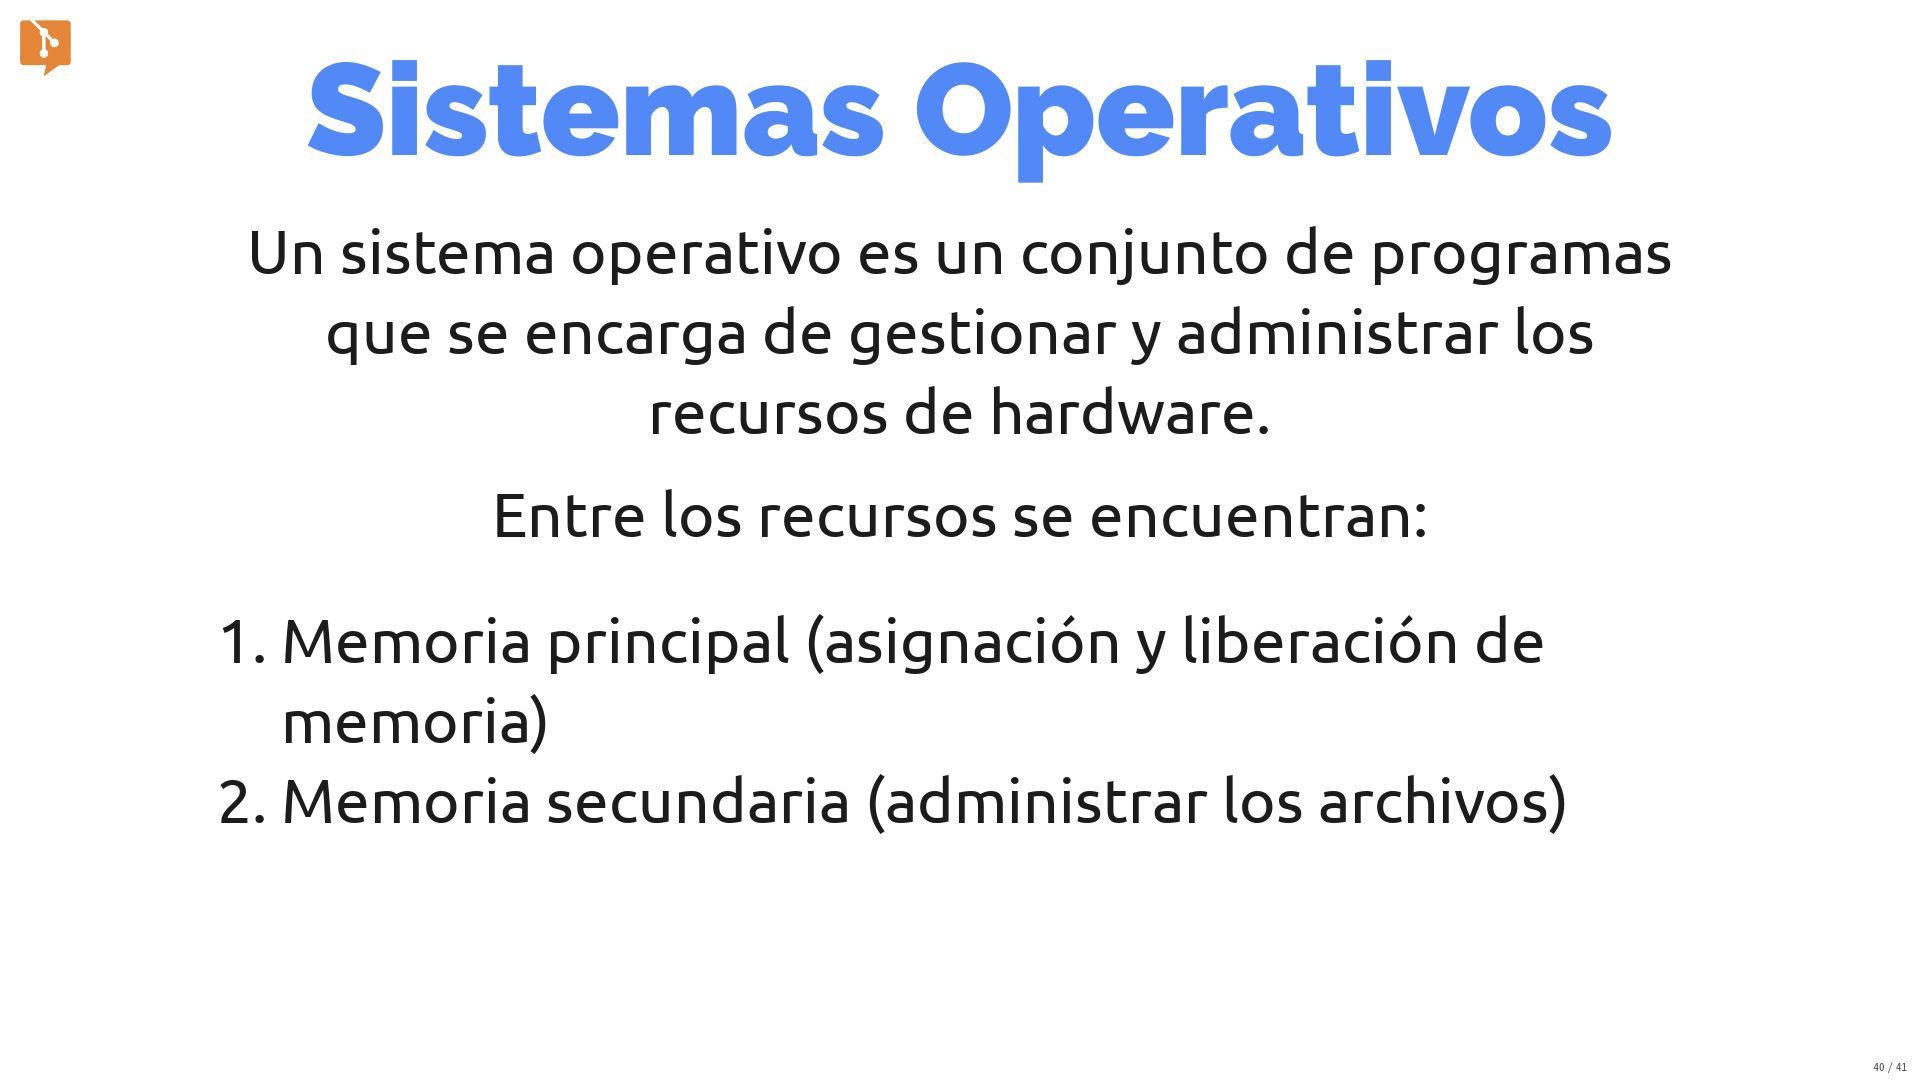 Sistemas Operativos
Un sistema operativo es un conjunto de programas
que se encarga de gestionar y administrar los
recursos de hardware.
Entre los recursos se encuentran:
1. Memoria principal (asignación y liberación de
memoria)
2. Memoria secundaria (administrar los archivos)
40 / 41